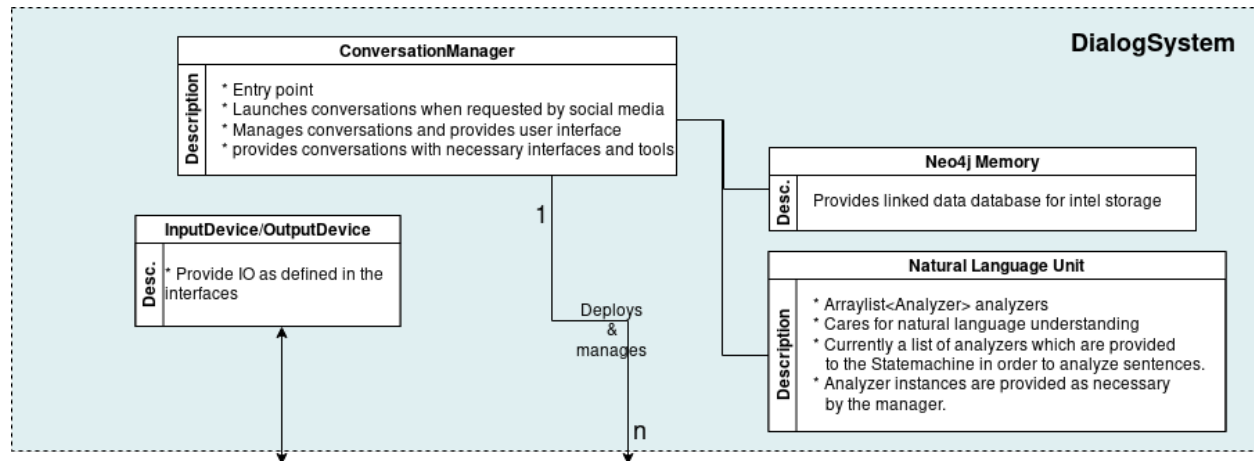 DialogSystem
ConversationManager
Description
* Entry point
* Launches conversations when requested by social media
* Manages conversations and provides user interface
* provides conversations with necessary interfaces and tools
Neo4j Memory
Desc.
Provides linked data database for intel storage
1
InputDevice/OutputDevice
Desc.
* Provide IO as defined in the
interfaces
Natural Language Unit
Description
* Arraylist<Analyzer> analyzers
* Cares for natural language understanding
* Currently a list of analyzers which are provided
to the Statemachine in order to analyze sentences.
* Analyzer instances are provided as necessary
by the manager.
Deploys
&
manages
n